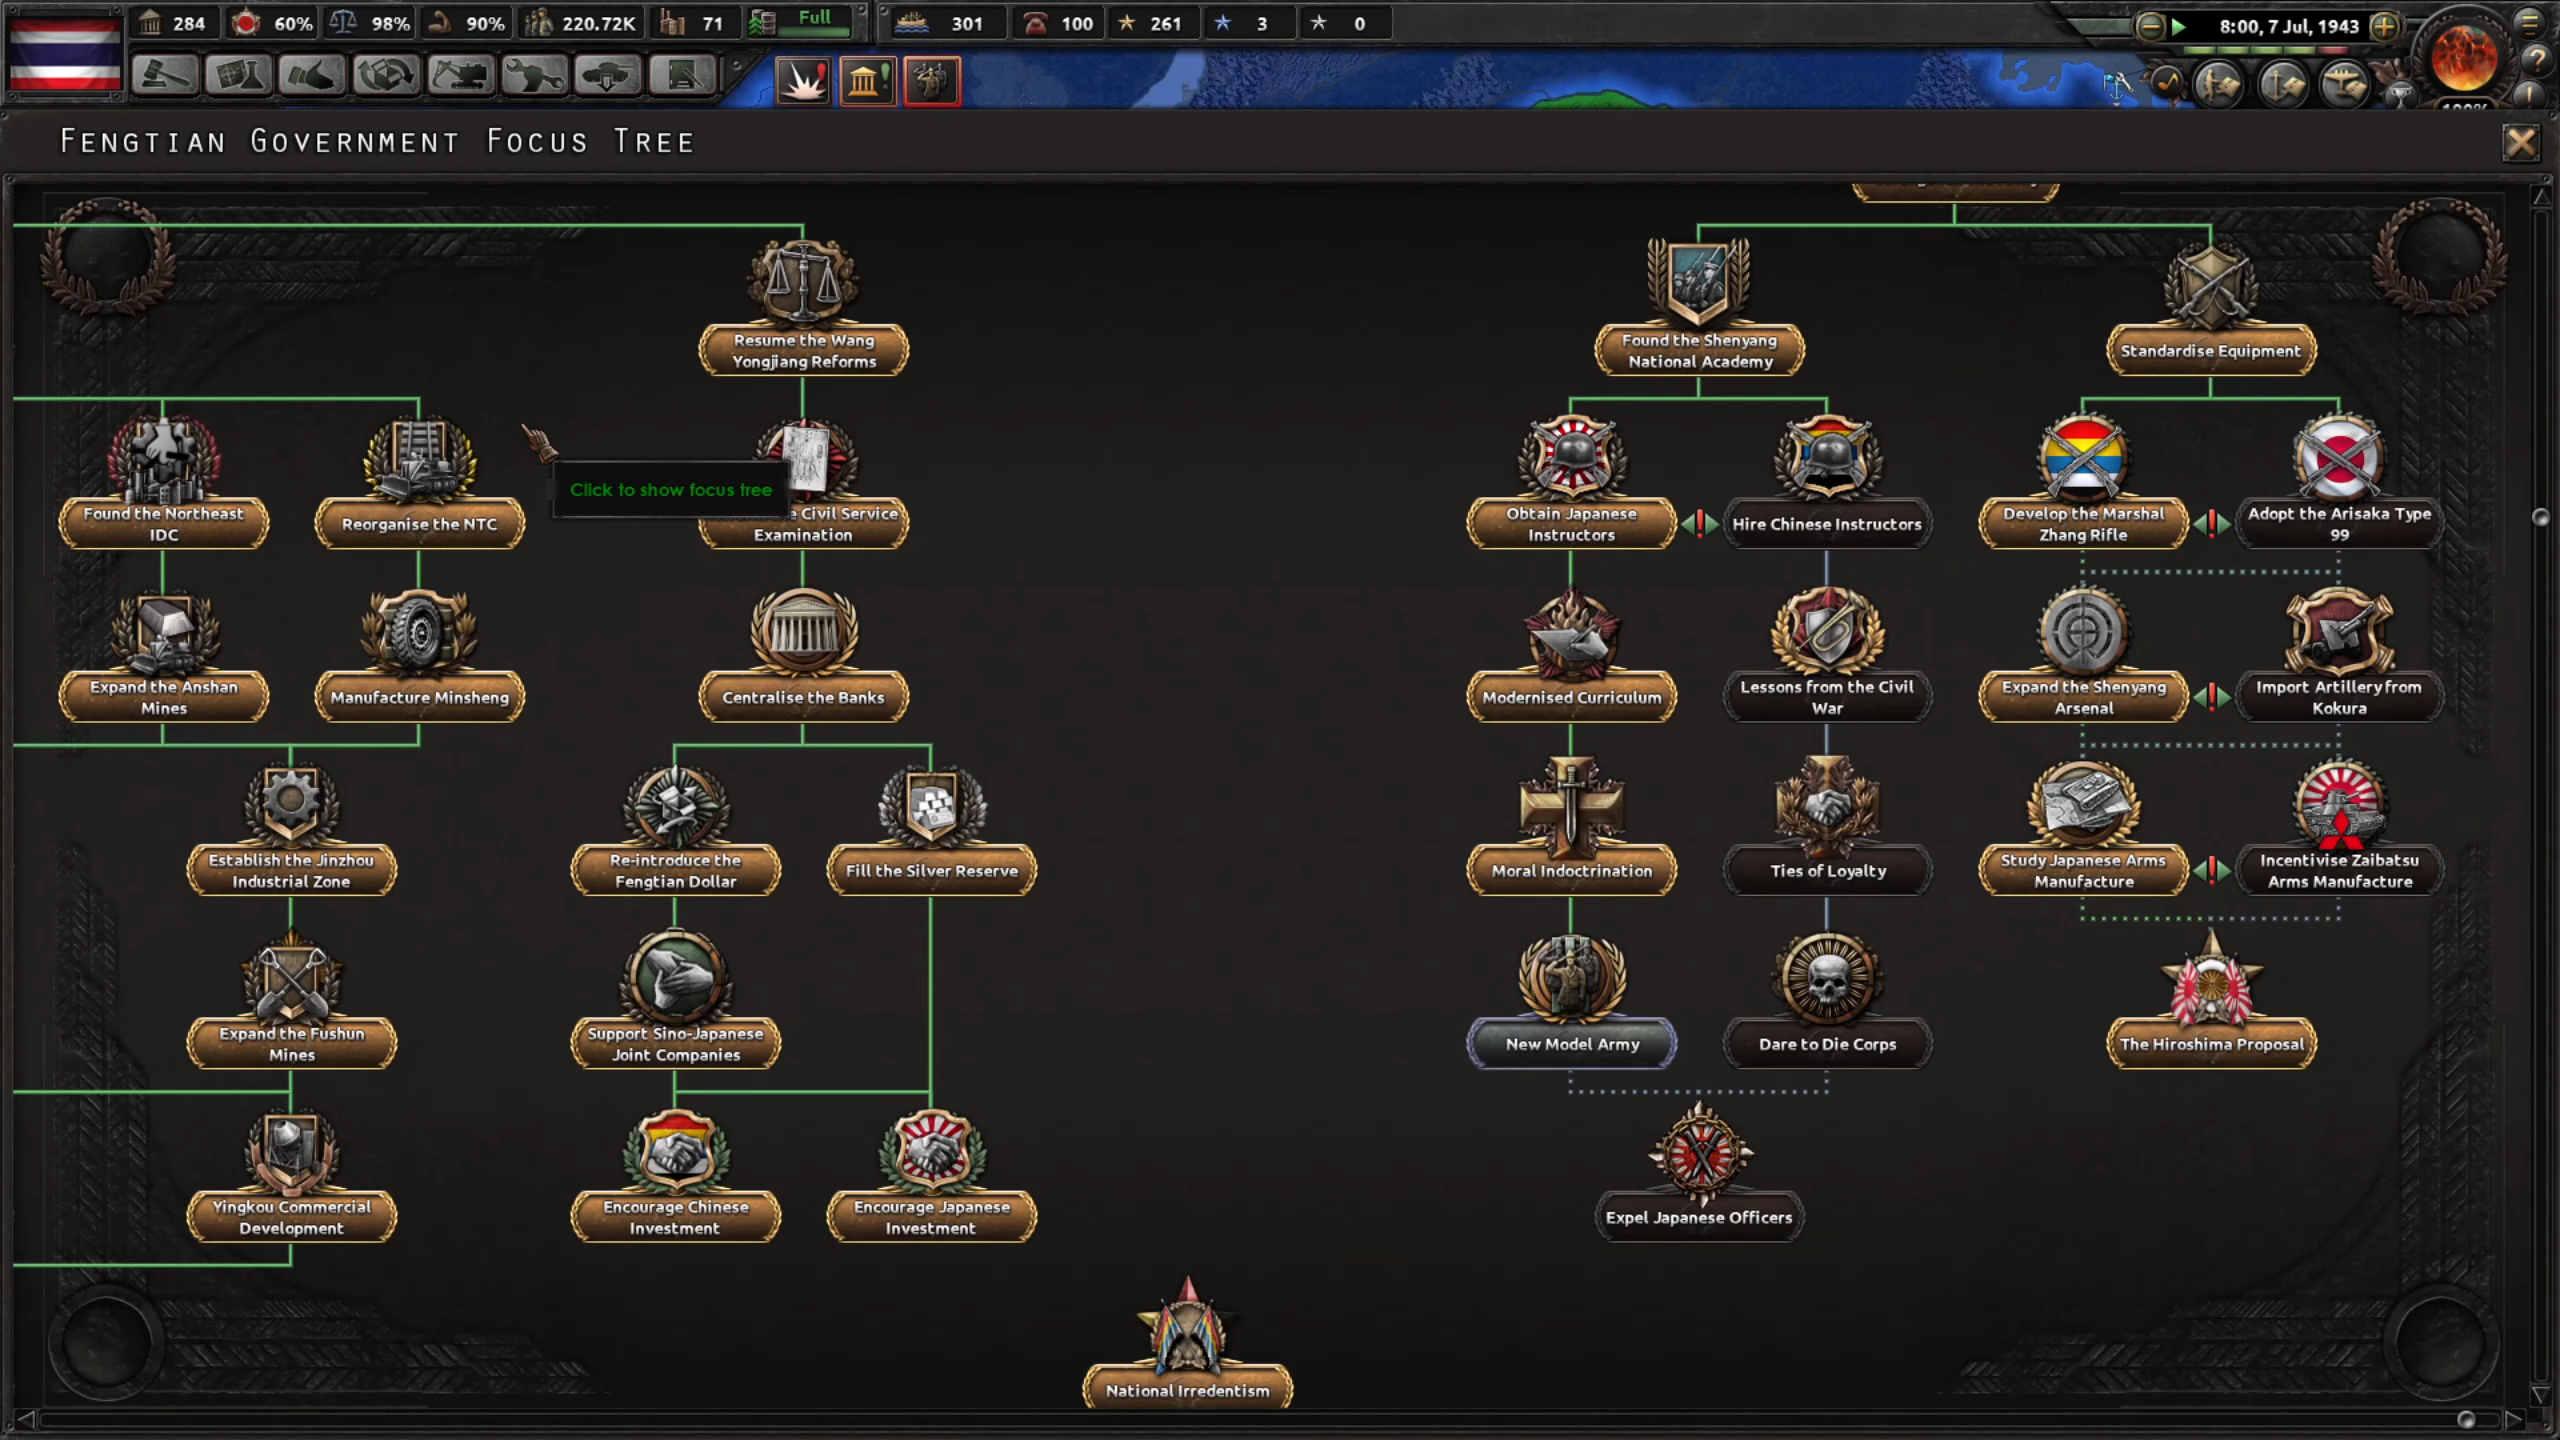 284
60%
98%
90%
220.72K
71
Full
301
100
261
3
0
8:00, 7 Jul, 1943
FENGTIAN GOVERNMENT FOCUS TREE
Resume the Wang
Yongjiang Reforms
Found the Shenyang
National Academy
Standardise Equipment
Click to show focus tree
Found the Northeast
IDC
Reorganise the NTC
Civil Service
Examination
Obtain Japanese
Instructors
Hire Chinese Instructors
Develop the Marshal
Zhang Rifle
Adopt the Arisaka Type
99
Expand the Anshan
Mines
Manufacture Minsheng
Centralise the Banks
Modernised Curriculum
Lessons from the Civil
War
Expand the Shenyang
Arsenal
Import Artillery from
Kokura
Establish the Jinzhou
Industrial Zone
Re-introduce the
Fengtian Dollar
Fill the Silver Reserve
Moral Indoctrination
Ties of Loyalty
Study Japanese Arms
Manufacture
Incentivise Zaibatsu
Arms Manufacture
Expand the Fushun
Mines
Support Sino-Japanese
Joint Companies
New Model Army
Dare to Die Corps
The Hiroshima Proposal
Yingkou Commercial
Development
Encourage Chinese
Investment
Encourage Japanese
Investment
Expel Japanese Officers
National Irredentism